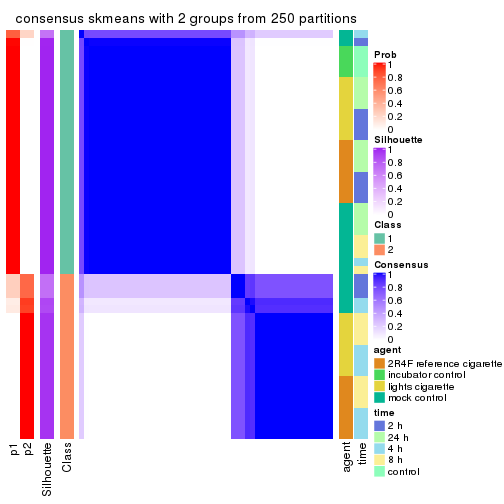 consensus skmeans with 2 groups from 250 partitions
p1
p2
Silhouette
Class
agent
time
Prob
1
0.8
0.6
0.4
0.2
0
Silhouette
1
0.8
0.6
0.4
0.2
0
Class
1
2
Consensus
1
0.8
0.6
0.4
0.2
0
agent
2R4F reference cigarette
incubator control
lights cigarette
mock control
time
2 h
24 h
4 h
8 h
control